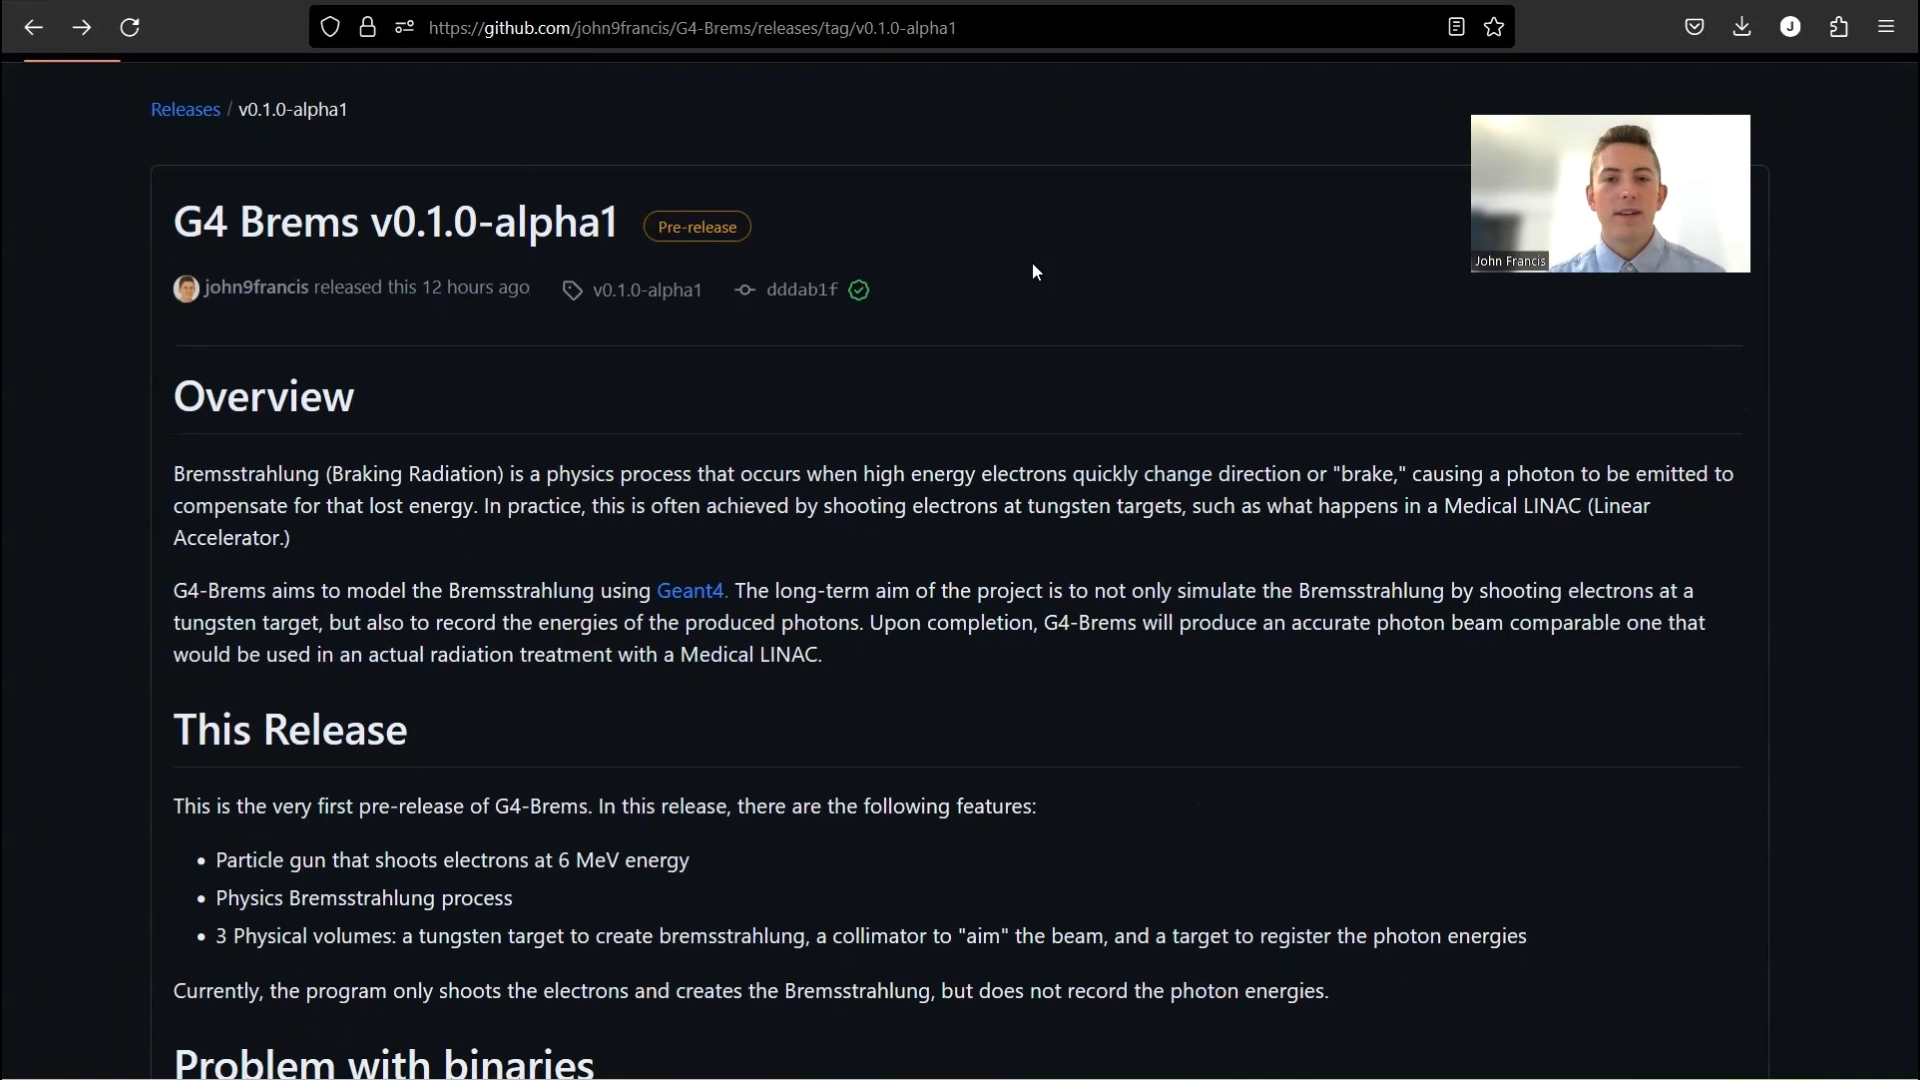 https://github.com/john9francis/G4-Brems/releases/tag/v0.1.0-alpha1
J
Releases / v0.1.0-alpha1
G4 Brems v0.1.0-alpha1 Pre-release
John Francis
john9francis released this 12 hours ago v0.1.0-alpha1 dddab1f
Overview
Bremsstrahlung (Braking Radiation) is a physics process that occurs when high energy electrons quickly change direction or "brake," causing a photon to be emitted to
compensate for that lost energy. In practice, this is often achieved by shooting electrons at tungsten targets, such as what happens in a Medical LINAC (Linear
Accelerator.)
G4-Brems aims to model the Bremsstrahlung using Geant4. The long-term aim of the project is to not only simulate the Bremsstrahlung by shooting electrons at a
tungsten target, but also to record the energies of the produced photons. Upon completion, G4-Brems will produce an accurate photon beam comparable one that
would be used in an actual radiation treatment with a Medical LINAC.
This Release
This is the very first pre-release of G4-Brems. In this release, there are the following features:
• Particle gun that shoots electrons at 6 MeV energy
• Physics Bremsstrahlung process
• 3 Physical volumes: a tungsten target to create bremsstrahlung, a collimator to "aim" the beam, and a target to register the photon energies
Currently, the program only shoots the electrons and creates the Bremsstrahlung, but does not record the photon energies.
Problem with binaries